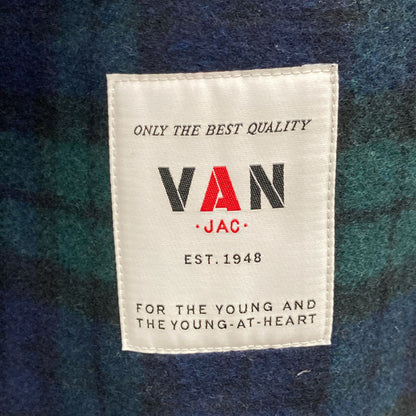 ONLY THE BEST QUALITY
VAN
·JAC·
EST. 1948
FOR THE YOUNG AND
THE YOUNG-AT-HEART